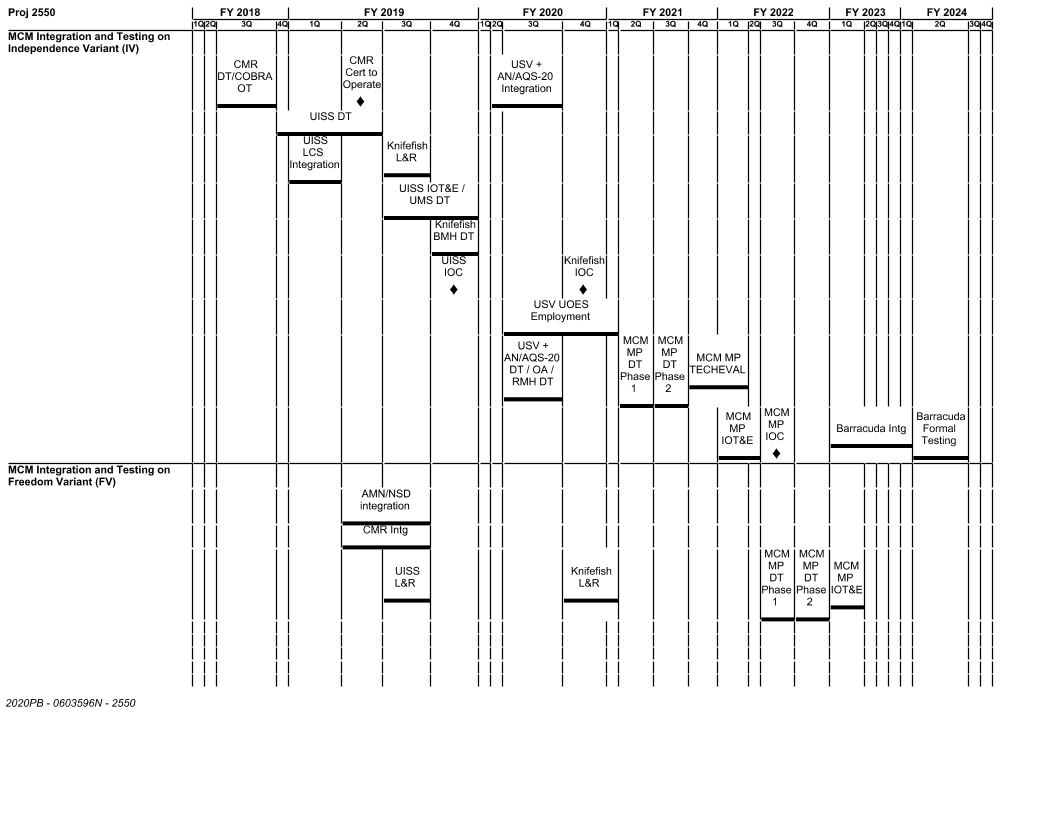 Proj 2550
FY 2018 FY 2019 FY 2020 FY 2021 FY 2022 FY 2023 FY 2024
1Q 2Q 3Q 4Q 1Q 2Q 3Q 4Q 1Q 2Q 3Q 4Q 1Q 2Q 3Q 4Q 1Q 2Q 3Q 4Q 1Q 2Q 3Q 4Q 1Q 2Q 3Q 4Q
MCM Integration and Testing on
Independence Variant (IV)
CMR
DT/COBRA
OT
CMR
Cert to
Operate
USV +
AN/AQS-20
Integration
UISS DT
UISS
LCS
Integration
Knifefish
L&R
UISS IOT&E /
UMS DT
Knifefish
BMH DT
UISS
IOC
Knifefish
IOC
USV UOES
Employment
USV +
AN/AQS-20
DT / OA /
RMH DT
MCM
MP
DT
Phase
1
MCM
MP
DT
Phase
2
MCM MP
TECHEVAL
MCM
MP
IOT&E
MCM
MP
IOC
Barracuda Intg
Barracuda
Formal
Testing
MCM Integration and Testing on
Freedom Variant (FV)
AMN/NSD
integration
CMR Intg
UISS
L&R
Knifefish
L&R
MCM
MP
DT
Phase
1
MCM
MP
DT
Phase
2
MCM
MP
IOT&E
2020PB - 0603596N - 2550